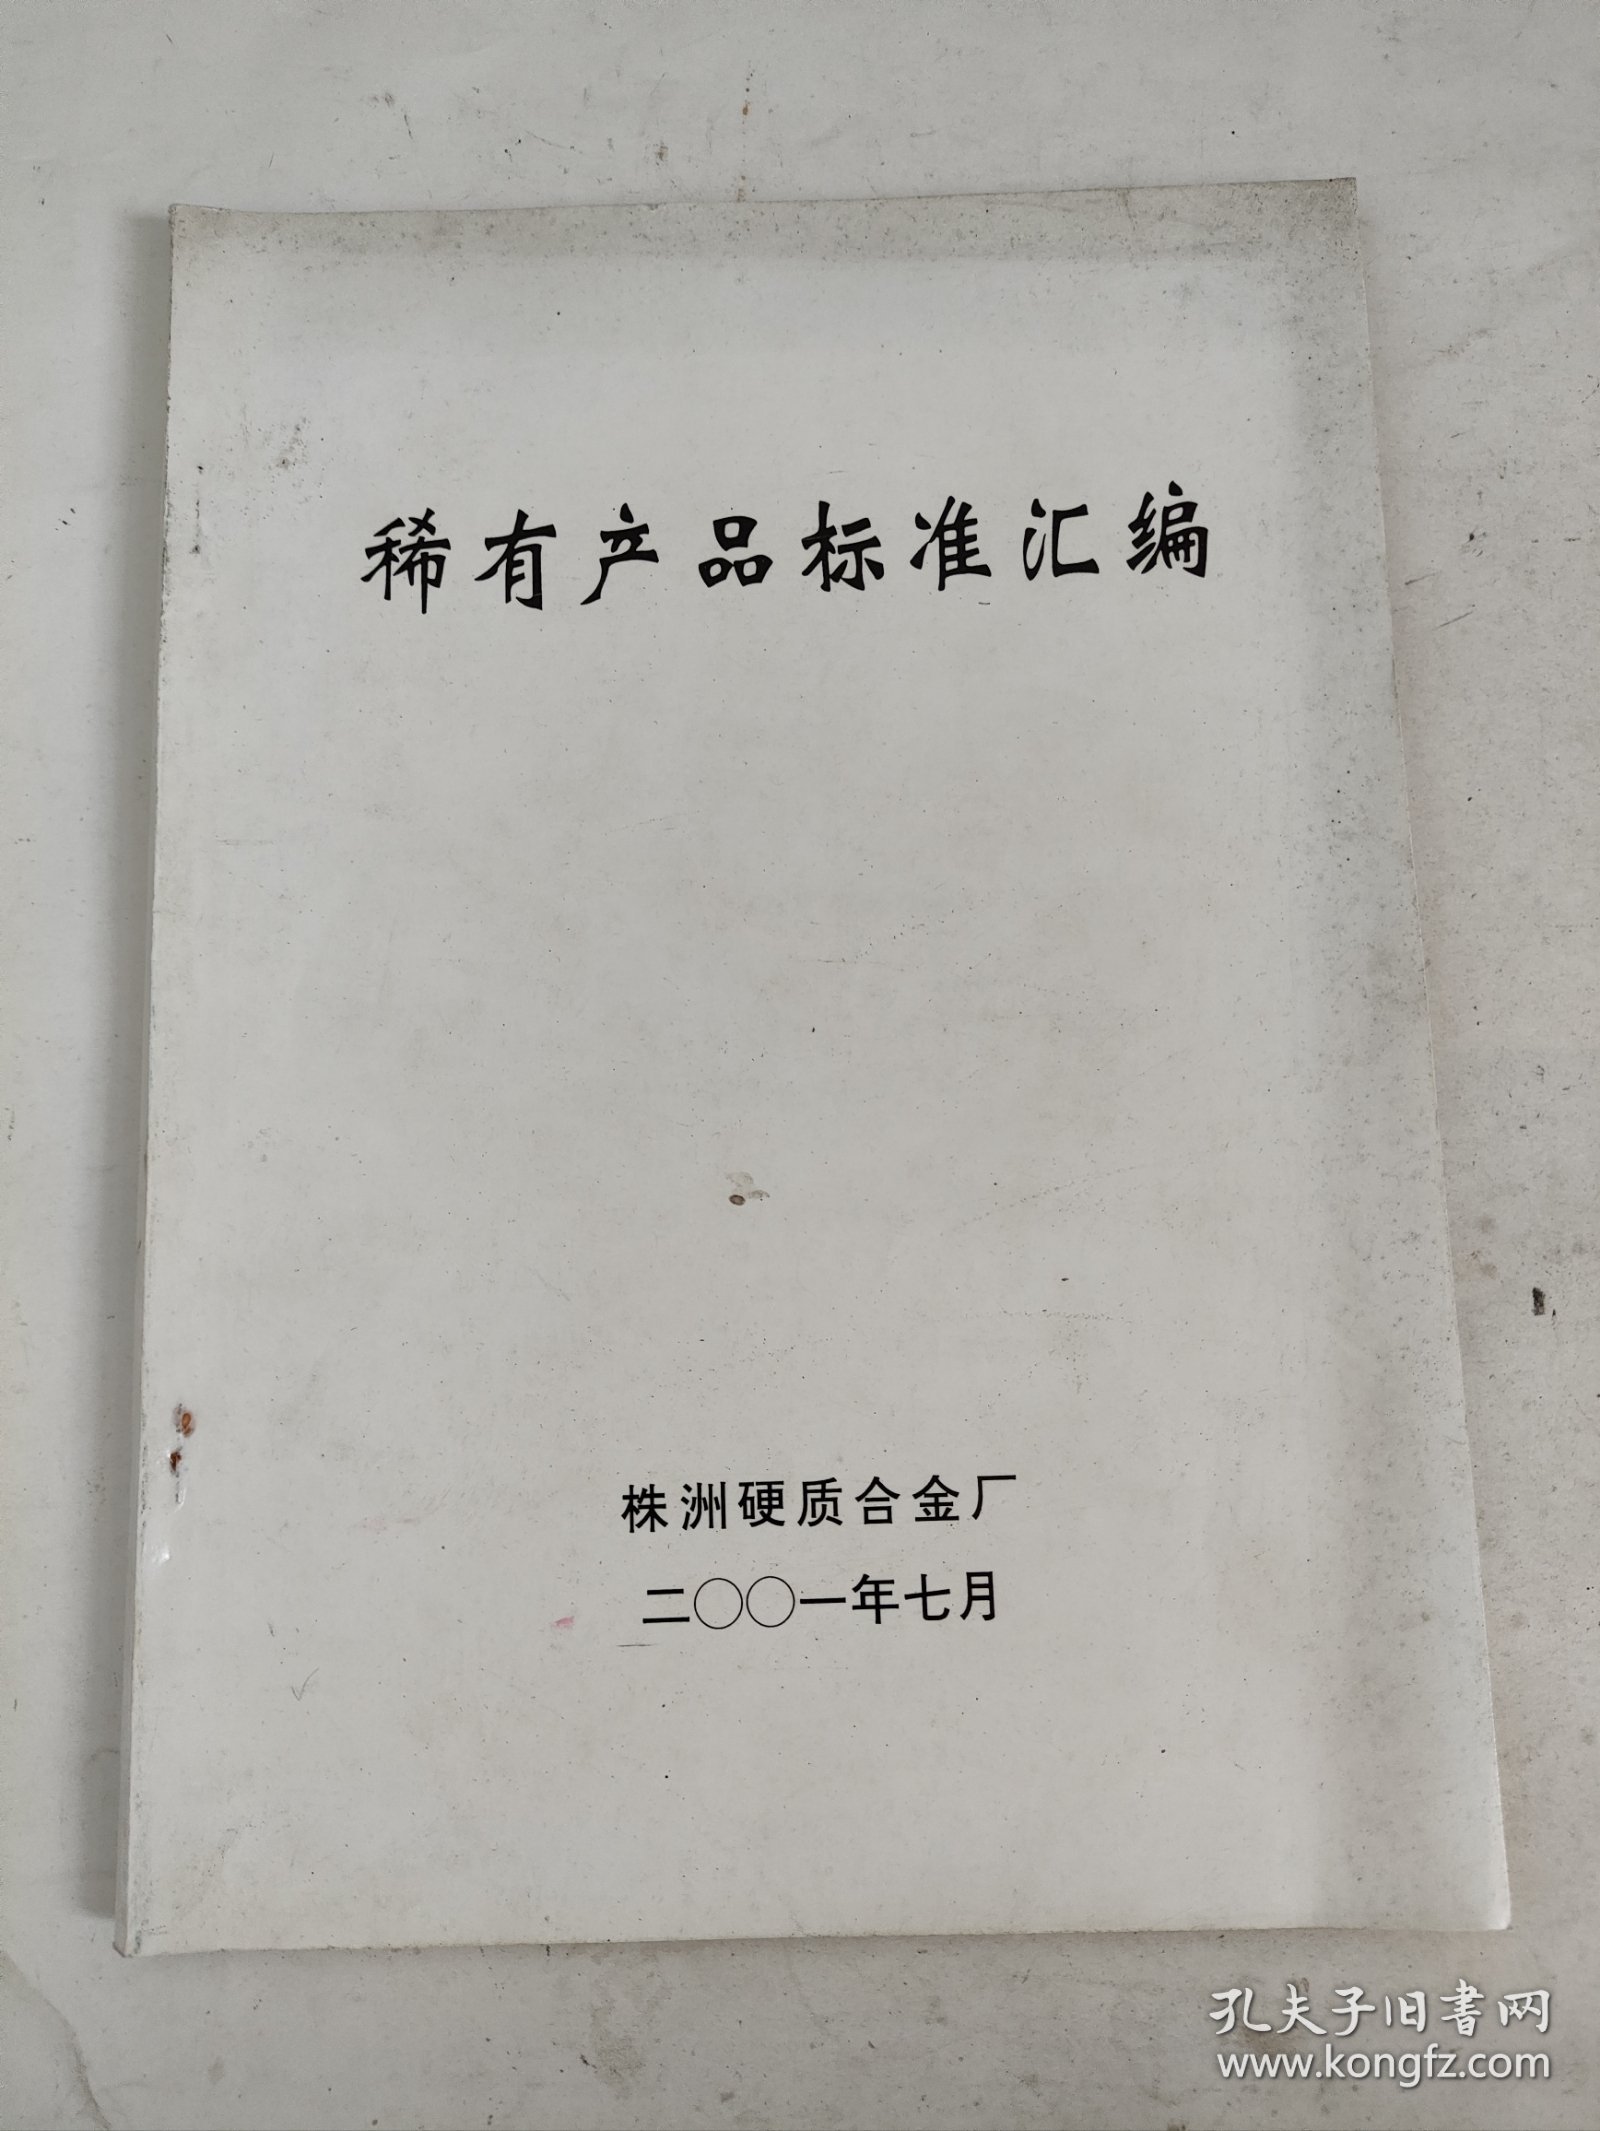 稀有产品标准汇编
株洲硬质合金厂
二〇〇一年七月
孔夫子旧书网
www.kongfz.com